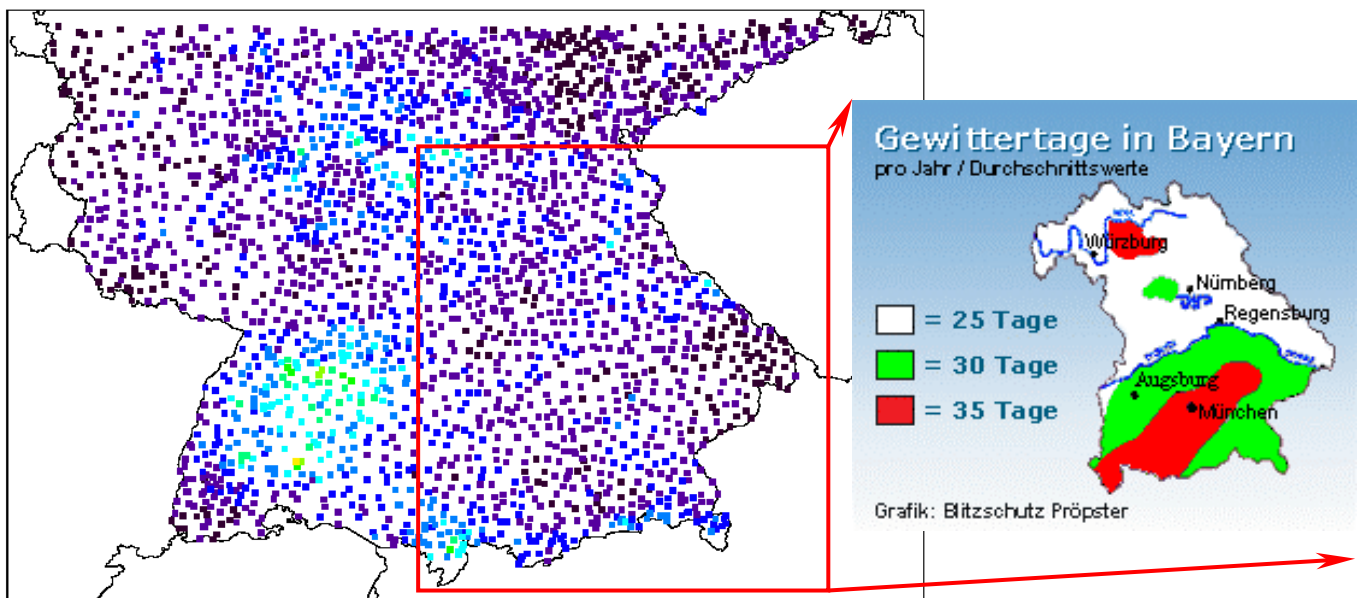 Gewittertage in Bayern
pro Jahr / Durchschnittswerte
Würzburg
Nürnberg
Regensburg
= 25 Tage
= 30 Tage
Augsburg
= 35 Tage
München
Grafik: Blitzschutz Pröpster